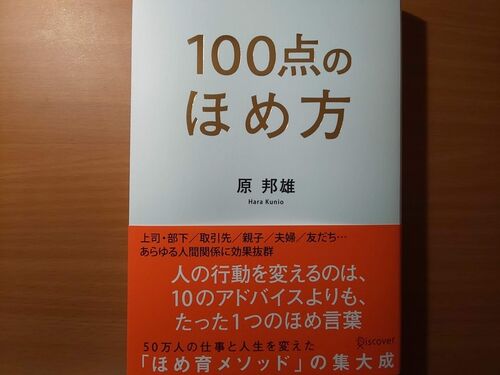 100点の
ほめ方
原 邦雄
Hara Kunio
上司・部下／取引先／親子／夫婦／友だち…
あらゆる人間関係に効果抜群
人の行動を変えるのは、
10のアドバイスよりも、
たった1つのほめ言葉
Discover
50万人の仕事と人生を変えた
「ほめ育メソッド」の集大成